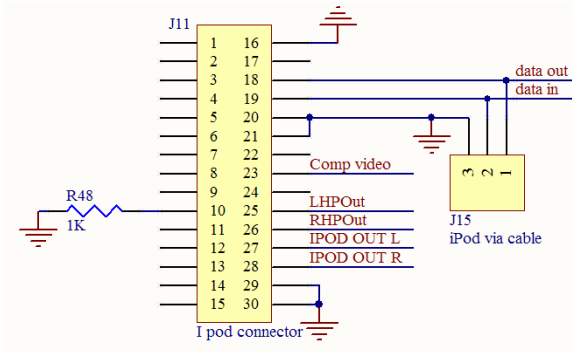 J11
1 16
2 17
3 18 data out
4 19 data in
5 20
6 21
7 22 3 2 1
8 23 Comp video
9 24
R48
10 25 LHPOut J15
1K
11 26 RHPOut iPod via cable
12 27 IPOD OUT L
13 28 IPOD OUT R
14 29
15 30
I pod connector